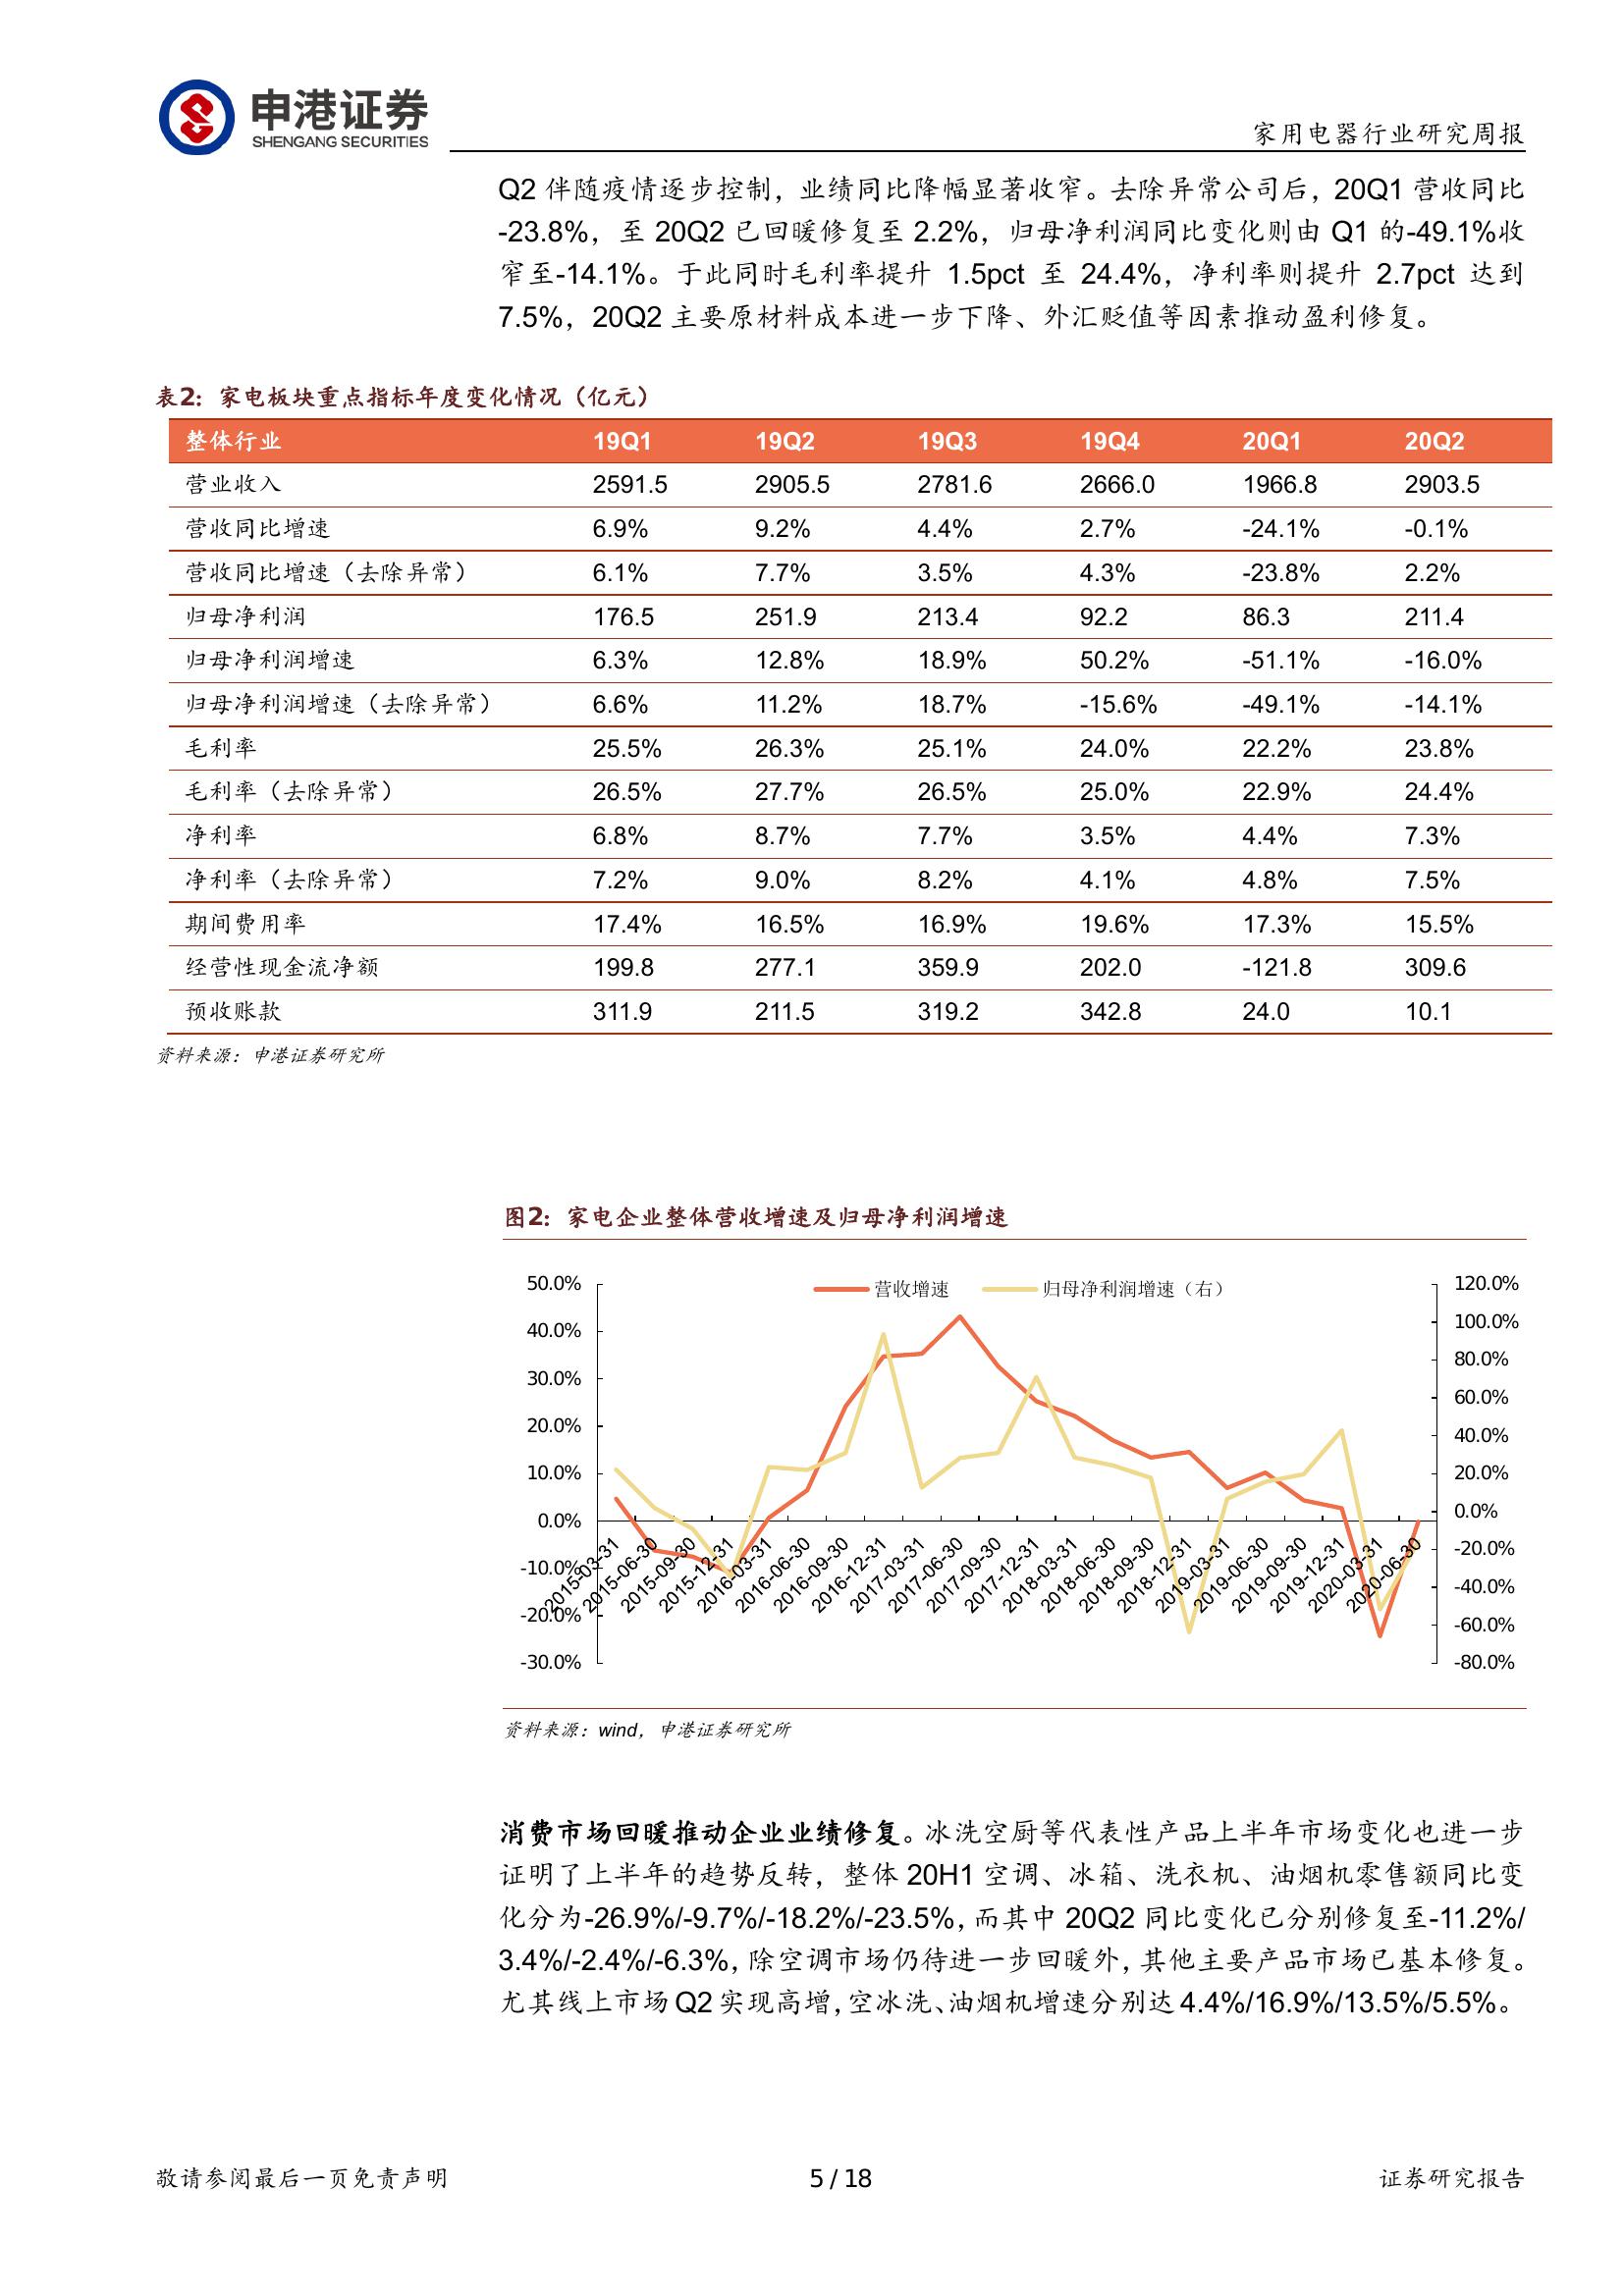 申港证券
SHENGANG SECURITIES
家用电器行业研究周报
Q2 伴随疫情逐步控制，业绩同比降幅显著收窄。去除异常公司后，20Q1 营收同比
-23.8%，至 20Q2 已回暖修复至 2.2%，归母净利润同比变化则由 Q1 的-49.1%收
窄至-14.1%。于此同时毛利率提升 1.5pct 至 24.4%，净利率则提升 2.7pct 达到
7.5%，20Q2 主要原材料成本进一步下降、外汇贬值等因素推动盈利修复。
表2：家电板块重点指标年度变化情况（亿元）
整体行业 19Q1 19Q2 19Q3 19Q4 20Q1 20Q2
营业收入 2591.5 2905.5 2781.6 2666.0 1966.8 2903.5
营收同比增速 6.9% 9.2% 4.4% 2.7% -24.1% -0.1%
营收同比增速（去除异常） 6.1% 7.7% 3.5% 4.3% -23.8% 2.2%
归母净利润 176.5 251.9 213.4 92.2 86.3 211.4
归母净利润增速 6.3% 12.8% 18.9% 50.2% -51.1% -16.0%
归母净利润增速（去除异常） 6.6% 11.2% 18.7% -15.6% -49.1% -14.1%
毛利率 25.5% 26.3% 25.1% 24.0% 22.2% 23.8%
毛利率（去除异常） 26.5% 27.7% 26.5% 25.0% 22.9% 24.4%
净利率 6.8% 8.7% 7.7% 3.5% 4.4% 7.3%
净利率（去除异常） 7.2% 9.0% 8.2% 4.1% 4.8% 7.5%
期间费用率 17.4% 16.5% 16.9% 19.6% 17.3% 15.5%
经营性现金流净额 199.8 277.1 359.9 202.0 -121.8 309.6
预收账款 311.9 211.5 319.2 342.8 24.0 10.1
资料来源：申港证券研究所
图2：家电企业整体营收增速及归母净利润增速
营收增速 归母净利润增速（右）
50.0%
40.0%
30.0%
20.0%
10.0%
0.0%
-10.0%
-20.0%
-30.0%
120.0%
100.0%
80.0%
60.0%
40.0%
20.0%
0.0%
-20.0%
-40.0%
-60.0%
-80.0%
2015-03-31
2015-06-30
2015-09-30
2015-12-31
2016-03-31
2016-06-30
2016-09-30
2016-12-31
2017-03-31
2017-06-30
2017-09-30
2017-12-31
2018-03-31
2018-06-30
2018-09-30
2018-12-31
2019-03-31
2019-06-30
2019-09-30
2019-12-31
2020-03-31
2020-06-30
资料来源：wind，申港证券研究所
消费市场回暖推动企业业绩修复。冰洗空厨等代表性产品上半年市场变化也进一步
证明了上半年的趋势反转，整体 20H1 空调、冰箱、洗衣机、油烟机零售额同比变
化分为-26.9%/-9.7%/-18.2%/-23.5%，而其中 20Q2 同比变化已分别修复至-11.2%/
3.4%/-2.4%/-6.3%，除空调市场仍待进一步回暖外，其他主要产品市场已基本修复。
尤其线上市场 Q2 实现高增，空冰洗、油烟机增速分别达 4.4%/16.9%/13.5%/5.5%。
敬请参阅最后一页免责声明
5 / 18
证券研究报告